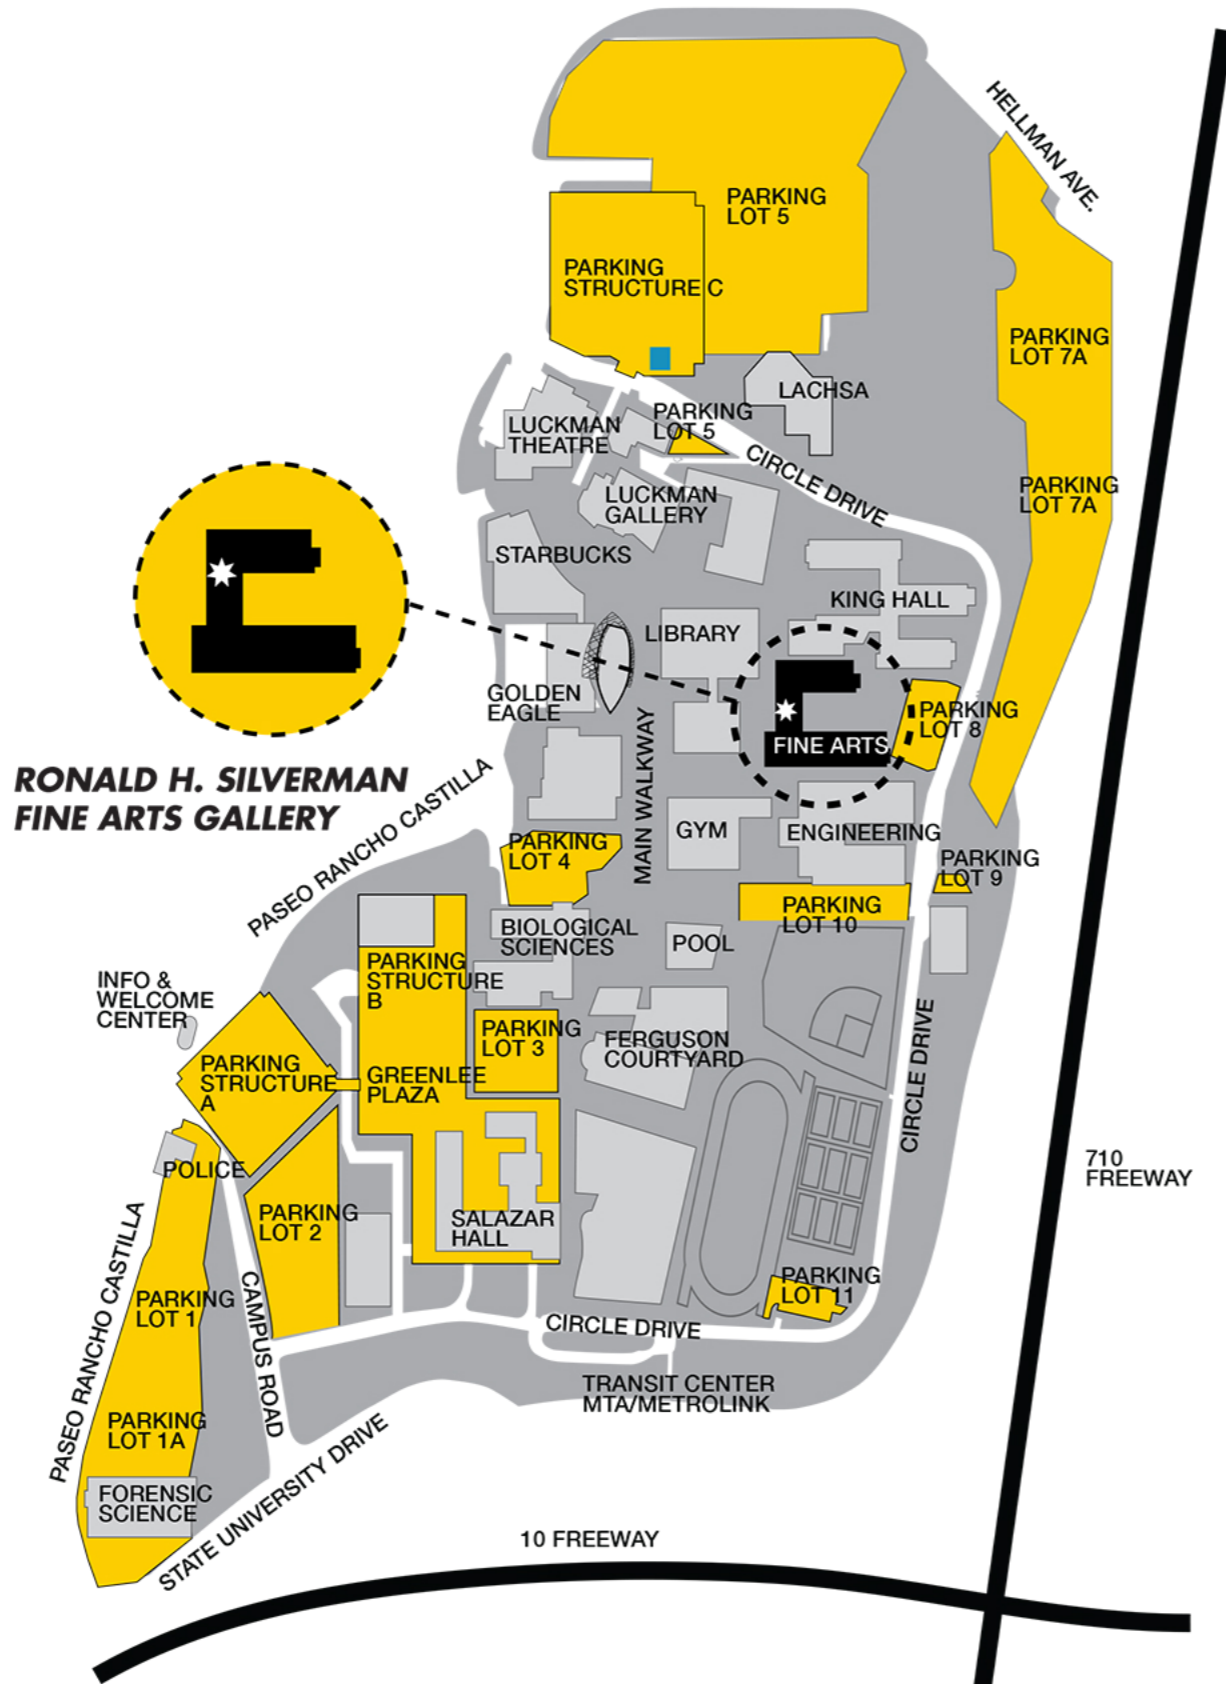 HELLMAN AVE.
PARKING
LOT 5
PARKING
STRUCTURE C
PARKING
LOT 7A
LACHSA
PARKING
LOT 5
LUCKMAN
THEATRE
CIRCLE DRIVE
PARKING
LOT 7A
LUCKMAN
GALLERY
STARBUCKS
KING HALL
LIBRARY
GOLDEN
EAGLE
PARKING
LOT 8
FINE ARTS
RONALD H. SILVERMAN
FINE ARTS GALLERY
MAIN WALKWAY
PASEO RANCHO CASTILLA
GYM
ENGINEERING
PARKING
LOT 4
PARKING
LOT 9
PARKING
LOT 10
BIOLOGICAL
SCIENCES
POOL
PARKING
STRUCTURE
B
INFO &
WELCOME
CENTER
PARKING
LOT 3
FERGUSON
COURTYARD
CIRCLE DRIVE
PARKING
STRUCTURE
A
GREENLEE
PLAZA
710
FREEWAY
POLICE
PARKING
LOT 2
SALAZAR
HALL
PASEO RANCHO CASTILLA
PARKING
LOT 1
CAMPUS ROAD
PARKING
LOT 11
CIRCLE DRIVE
TRANSIT CENTER
MTA/METROLINK
PARKING
LOT 1A
FORENSIC
SCIENCE
STATE UNIVERSITY DRIVE
10 FREEWAY